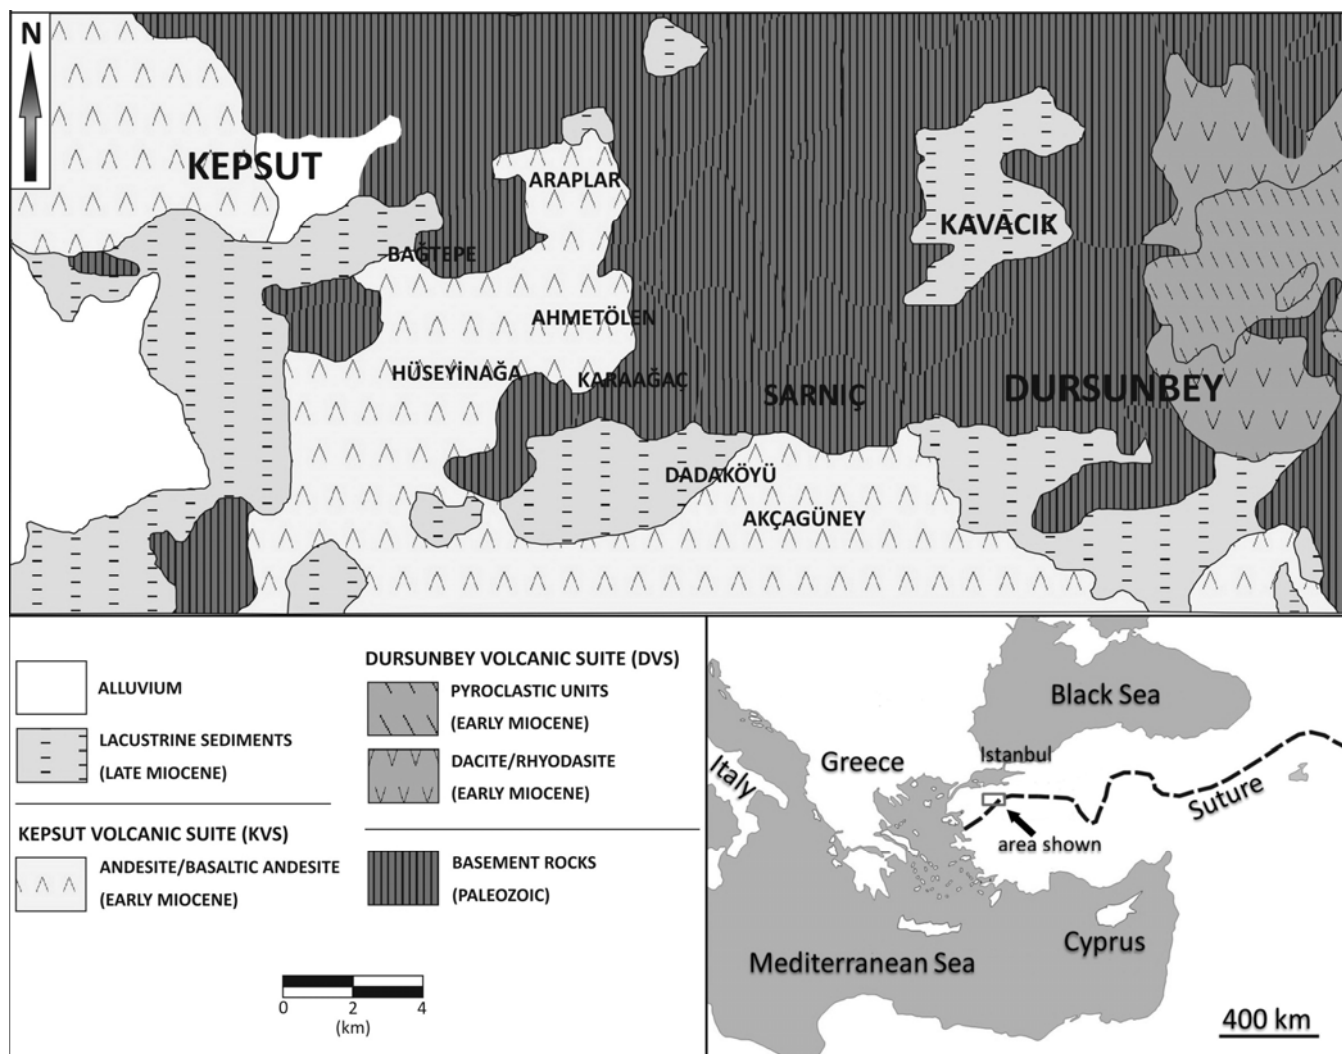 N
KEPSUT
ARAPLAR
KAVACIK
BAĞTEPE
AHMETÖLEN
HÜSEYİNAĞA
KARAAĞAÇ
SARNIÇ
DURSUNBEY
DADAKÖYÜ
AKÇAGÜNEY
ALLUVIUM
LACUSTRINE SEDIMENTS
(LATE MIOCENE)
KEPSUT VOLCANIC SUITE (KVS)
ANDESITE/BASALTIC ANDESITE
(EARLY MIOCENE)
DURSUNBEY VOLCANIC SUITE (DVS)
PYROCLASTIC UNITS
(EARLY MIOCENE)
DACITE/RHYODASITE
(EARLY MIOCENE)
BASEMENT ROCKS
(PALEOZOIC)
0 2 4
(km)
Black Sea
Istanbul
Greece
Italy
Suture
area shown
Cyprus
Mediterranean Sea
400 km